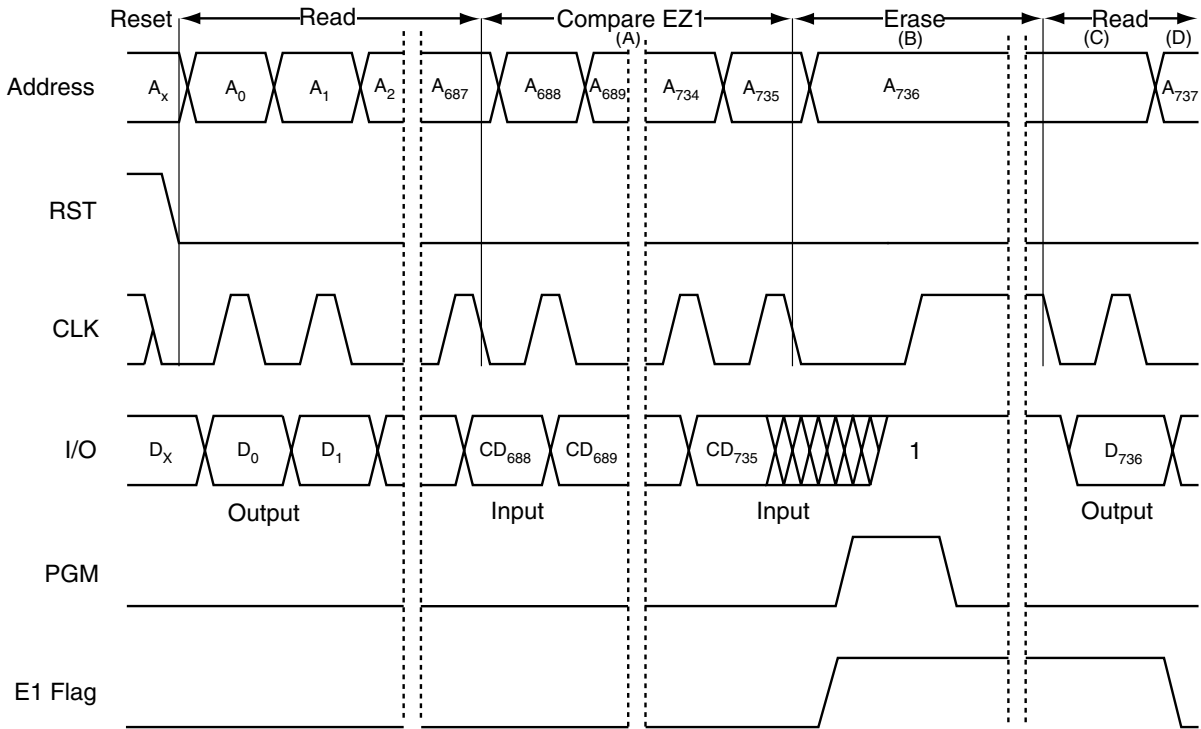 Reset Read Compare EZ1 Erase Read
(A) (B) (C) (D)
Address Ax A0 A1 A2 A687 A688 A689 A734 A735 A736 A737
RST
CLK
I/O DX D0 D1 CD688 CD689 CD735 1 D736
Output Input Input Output
PGM
E1 Flag